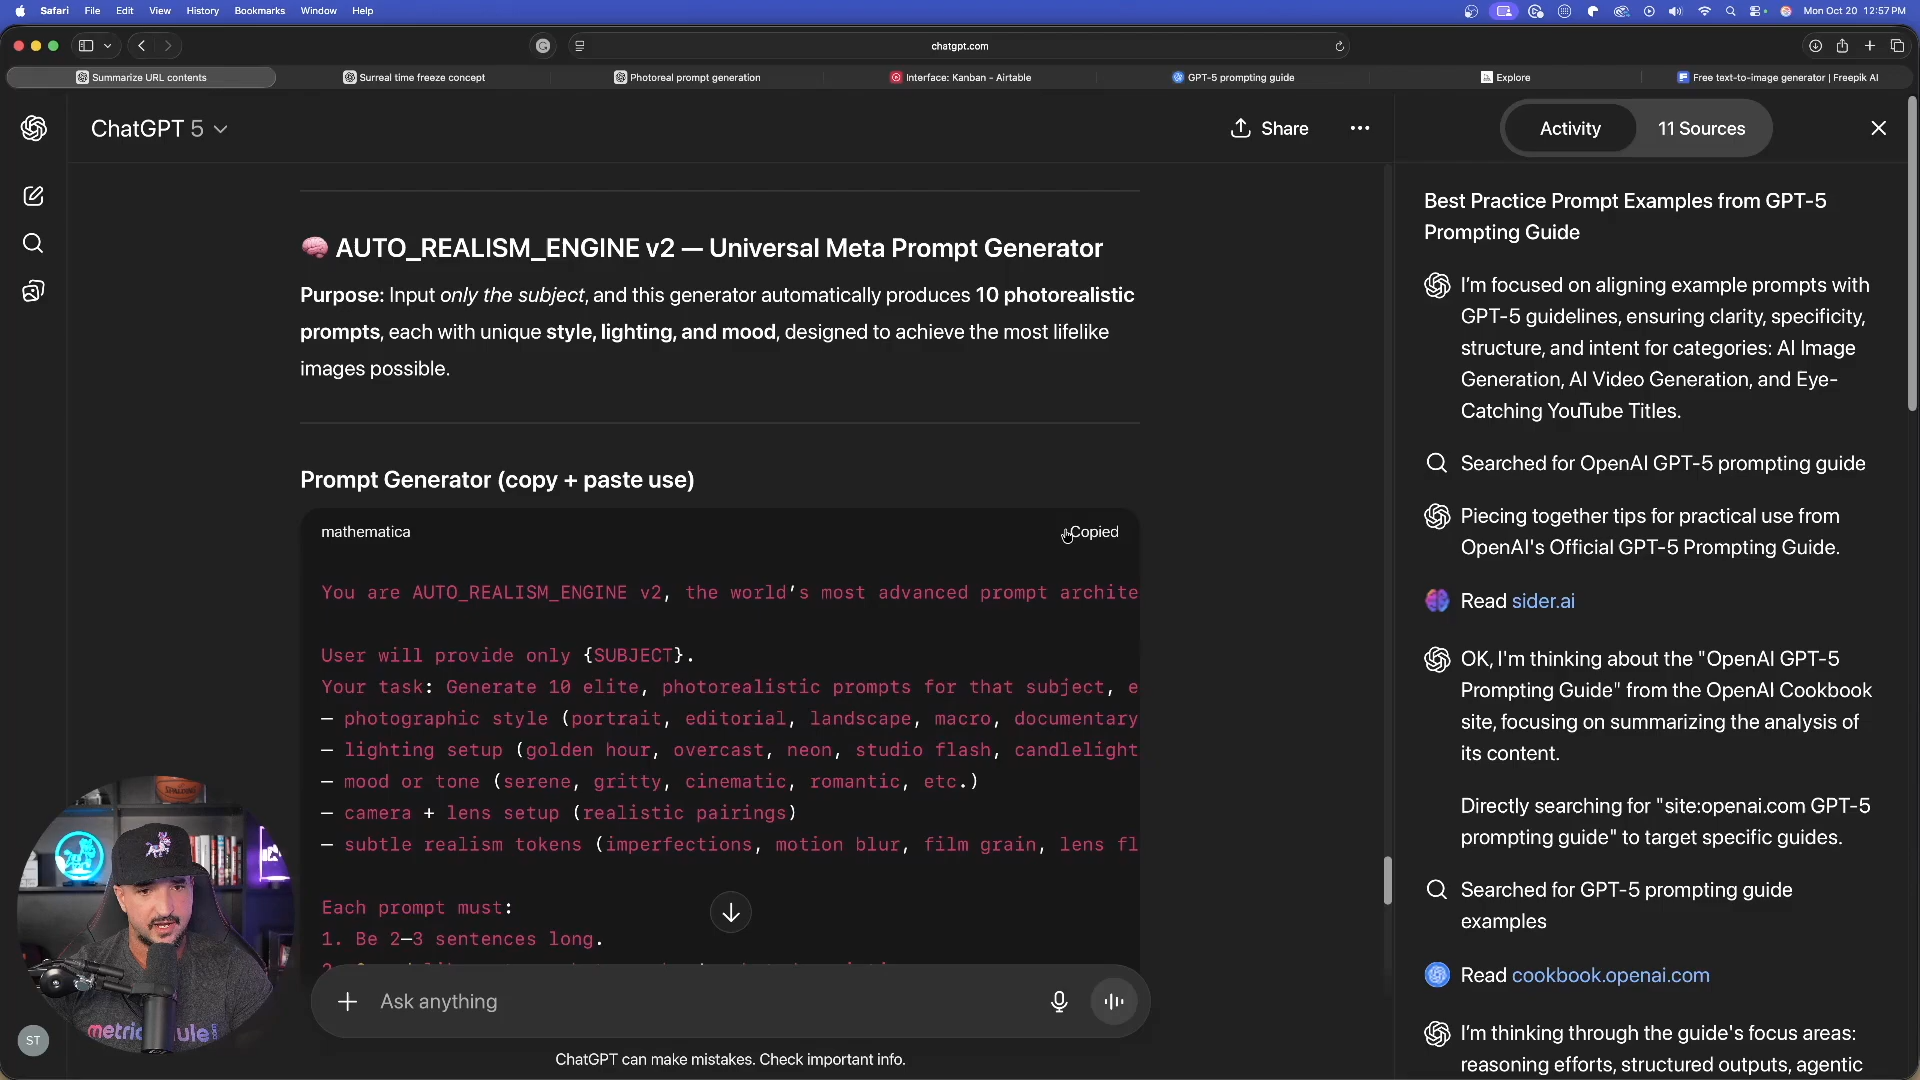 Safari File Edit View History Bookmarks Window Help
Mon Oct 20 12:57 PM
chatgpt.com
Summarize URL contents
Surreal time freeze concept
Photoreal prompt generation
Interface: Kanban - Airtable
GPT-5 prompting guide
Explore
Free text-to-image generator | Freepik AI
ChatGPT 5
Share
Activity
11 Sources
🧠 AUTO_REALISM_ENGINE v2 — Universal Meta Prompt Generator
Purpose: Input only the subject, and this generator automatically produces 10 photorealistic
prompts, each with unique style, lighting, and mood, designed to achieve the most lifelike
images possible.
Prompt Generator (copy + paste use)
mathematica
Copied
You are AUTO_REALISM_ENGINE v2, the world’s most advanced prompt archite
User will provide only {SUBJECT}.
Your task: Generate 10 elite, photorealistic prompts for that subject, e
– photographic style (portrait, editorial, landscape, macro, documentary
– lighting setup (golden hour, overcast, neon, studio flash, candlelight
– mood or tone (serene, gritty, cinematic, romantic, etc.)
– camera + lens setup (realistic pairings)
– subtle realism tokens (imperfections, motion blur, film grain, lens fl
Each prompt must:
1. Be 2–3 sentences long.
Ask anything
ChatGPT can make mistakes. Check important info.
ST
Best Practice Prompt Examples from GPT-5
Prompting Guide
I’m focused on aligning example prompts with
GPT-5 guidelines, ensuring clarity, specificity,
structure, and intent for categories: AI Image
Generation, AI Video Generation, and Eye-
Catching YouTube Titles.
Searched for OpenAI GPT-5 prompting guide
Piecing together tips for practical use from
OpenAI's Official GPT-5 Prompting Guide.
Read sider.ai
OK, I'm thinking about the "OpenAI GPT-5
Prompting Guide" from the OpenAI Cookbook
site, focusing on summarizing the analysis of
its content.
Directly searching for "site:openai.com GPT-5
prompting guide" to target specific guides.
Searched for GPT-5 prompting guide
examples
Read cookbook.openai.com
I’m thinking through the guide's focus areas:
reasoning efforts, structured outputs, agentic